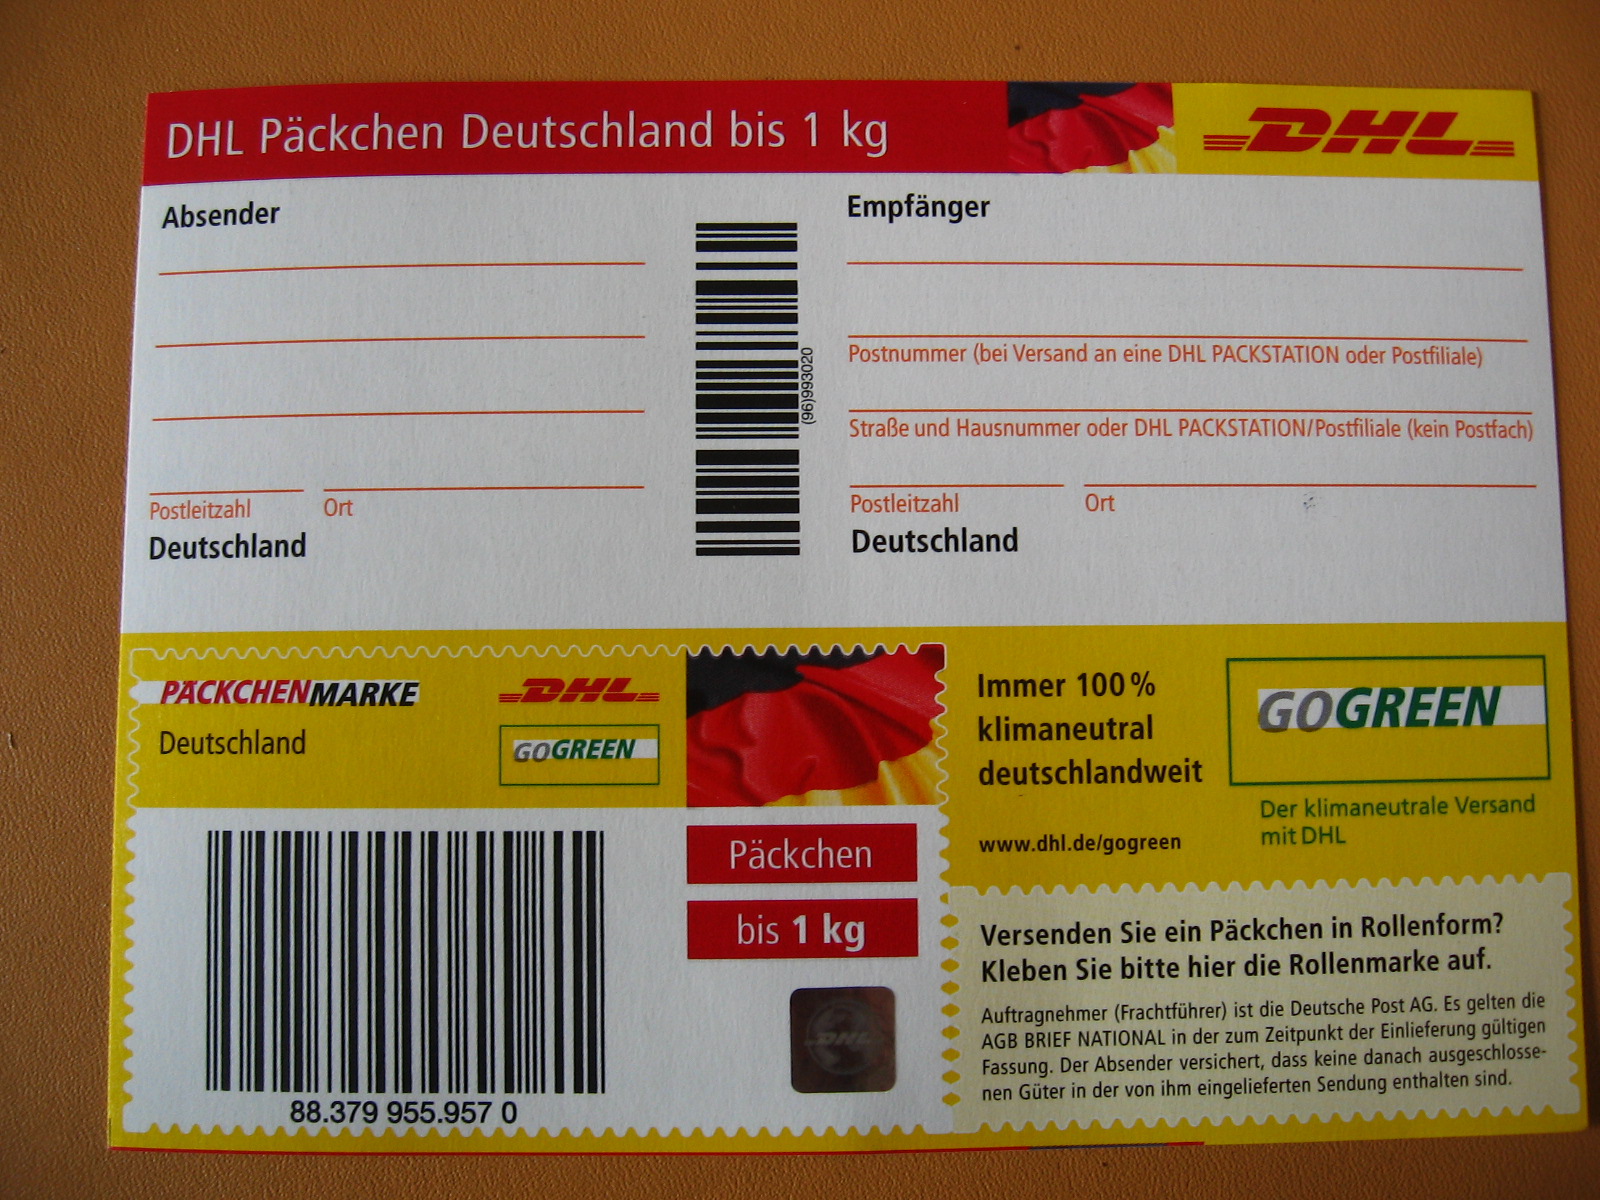 DHL Päckchen Deutschland bis 1 kg
DHL
Absender
Postleitzahl Ort
Deutschland
(96)993020
Empfänger
Postnummer (bei Versand an eine DHL PACKSTATION oder Postfiliale)
Straße und Hausnummer oder DHL PACKSTATION/Postfiliale (kein Postfach)
Postleitzahl Ort
Deutschland
PÄCKCHENMARKE
Deutschland
DHL
GOGREEN
Päckchen
bis 1 kg
DHL
88.379 955.957 0
Immer 100 %
klimaneutral
deutschlandweit
www.dhl.de/gogreen
GOGREEN
Der klimaneutrale Versand
mit DHL
Versenden Sie ein Päckchen in Rollenform?
Kleben Sie bitte hier die Rollenmarke auf.
Auftragnehmer (Frachtführer) ist die Deutsche Post AG. Es gelten die
AGB BRIEF NATIONAL in der zum Zeitpunkt der Einlieferung gültigen
Fassung. Der Absender versichert, dass keine danach ausgeschlosse-
nen Güter in der von ihm eingelieferten Sendung enthalten sind.